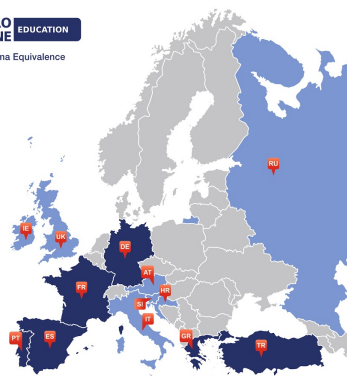 EDUCATION
Equivalence
RU
IE
UK
DE
AT
FR
HR
SI
IT
PT
ES
GR
TR